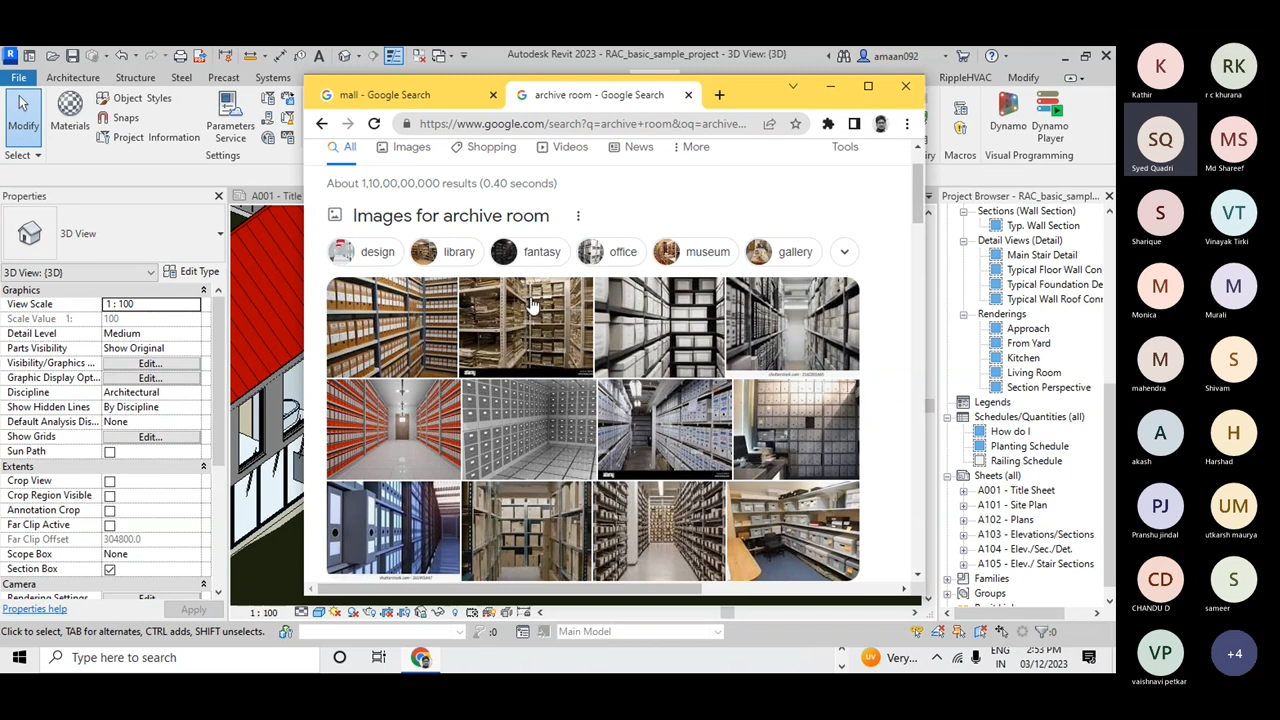 Autodesk Revit 2023 - RAC_basic_sample_project - 3D View: {3D}
amaan092
File
Architecture
Structure
Steel
Precast
Systems
RippleHVAC
Modify
Modify
Select
Materials
Object Styles
Snaps
Project Information
Parameters
Service
Settings
Macros
Dynamo
Dynamo
Player
Visual Programming
mall - Google Search
archive room - Google Search
https://www.google.com/search?q=archive+room&oq=archive...
All
Images
Shopping
Videos
News
More
Tools
About 1,10,00,00,000 results (0.40 seconds)
Images for archive room
design
library
fantasy
office
museum
gallery
Properties
A001 - Title
3D View
3D View: {3D}
Edit Type
Graphics
View Scale
1 : 100
Scale Value 1:
100
Detail Level
Medium
Parts Visibility
Show Original
Visibility/Graphics ...
Edit...
Graphic Display Opt...
Edit...
Discipline
Architectural
Show Hidden Lines
By Discipline
Default Analysis Dis...
None
Show Grids
Edit...
Sun Path
Extents
Crop View
Crop Region Visible
Annotation Crop
Far Clip Active
Far Clip Offset
304800.0
Scope Box
None
Section Box
Camera
Properties help
Apply
Project Browser - RAC_basic_sampl...
Sections (Wall Section)
Typ. Wall Section
Detail Views (Detail)
Main Stair Detail
Typical Floor Wall Con
Typical Foundation De
Typical Wall Roof Conr
Renderings
Approach
From Yard
Kitchen
Living Room
Section Perspective
Legends
Schedules/Quantities (all)
How do I
Planting Schedule
Railing Schedule
Sheets (all)
A001 - Title Sheet
A101 - Site Plan
A102 - Plans
A103 - Elevations/Sections
A104 - Elev./Sec./Det.
A105 - Elev./ Stair Sections
Families
Groups
1 : 100
Click to select, TAB for alternates, CTRL adds, SHIFT unselects.
:0
Main Model
:0
Type here to search
UV
Very...
ENG
IN
2:53 PM
03/12/2023
K
Kathir
RK
r c khurana
SQ
Syed Quadri
MS
Md Shareef
S
Sharique
VT
Vinayak Tirki
M
Monica
M
Murali
M
mahendra
S
Shivam
A
akash
H
Harshad
PJ
Pranshu jindal
UM
utkarsh maurya
CD
CHANDU D
S
sameer
VP
vaishnavi petkar
+4